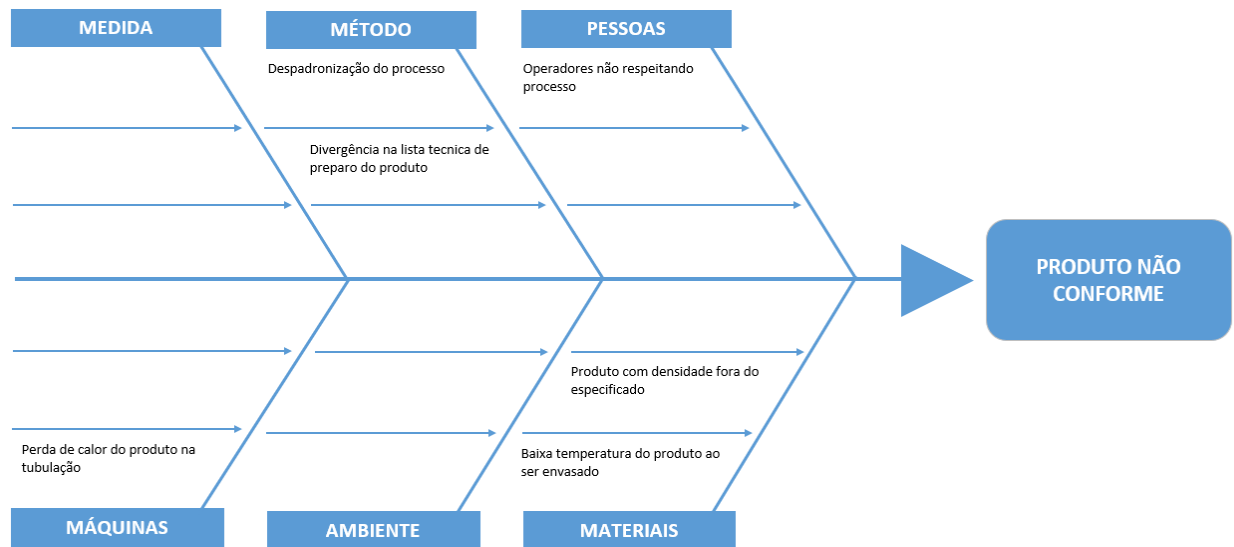 MEDIDA
MÉTODO
PESSOAS
Despadronização do processo
Operadores não respeitando
processo
Divergência na lista tecnica de
preparo do produto
PRODUTO NÃO
CONFORME
Produto com densidade fora do
especificado
Perda de calor do produto na
tubulação
Baixa temperatura do produto ao
ser envasado
MÁQUINAS
AMBIENTE
MATERIAIS